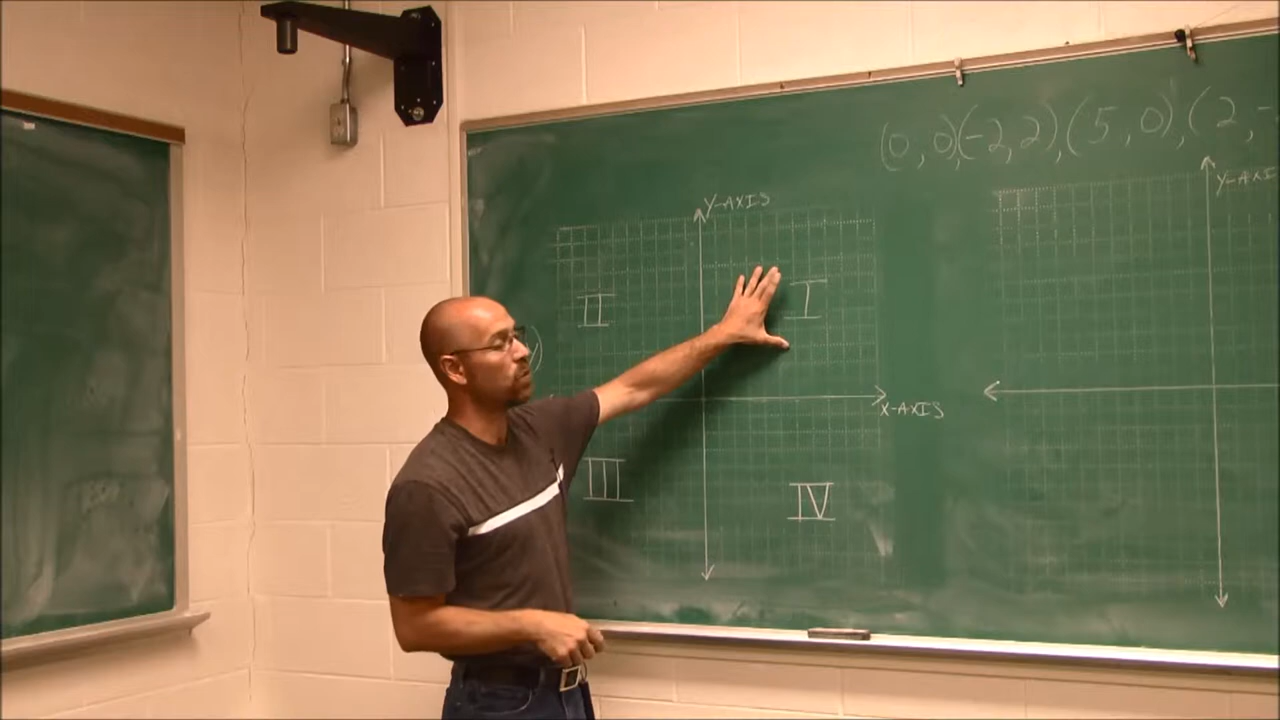 (0,0),(-2,2),(5,0),(2,-
Y-AXIS
Y-AXI
II
I
)
X-AXIS
III
IV